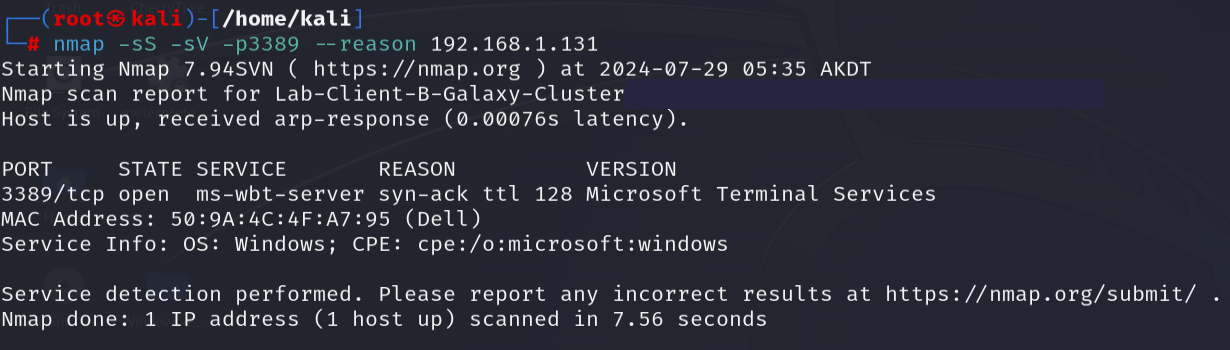 ┌──(root㉿kali)-[/home/kali]
└─# nmap -sS -sV -p3389 --reason 192.168.1.131
Starting Nmap 7.94SVN ( https://nmap.org ) at 2024-07-29 05:35 AKDT
Nmap scan report for Lab-Client-B-Galaxy-Cluster
Host is up, received arp-response (0.00076s latency).
PORT     STATE SERVICE       REASON          VERSION
3389/tcp open  ms-wbt-server syn-ack ttl 128 Microsoft Terminal Services
MAC Address: 50:9A:4C:4F:A7:95 (Dell)
Service Info: OS: Windows; CPE: cpe:/o:microsoft:windows
Service detection performed. Please report any incorrect results at https://nmap.org/submit/ .
Nmap done: 1 IP address (1 host up) scanned in 7.56 seconds